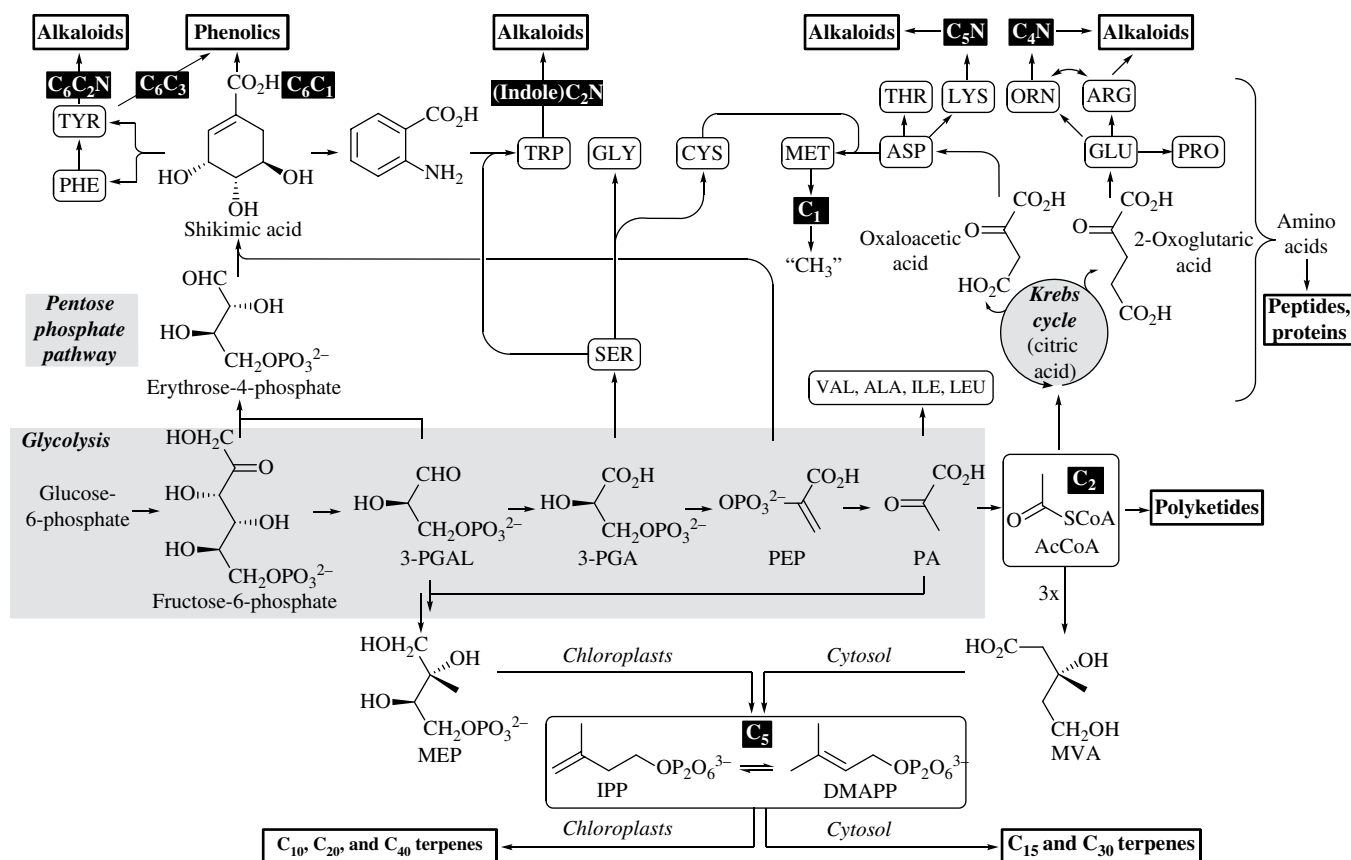 Alkaloids
Phenolics
Alkaloids
Alkaloids
C₅N
C₄N
Alkaloids
C₆C₂N
C₆C₃
CO₂H
C₆C₁
(Indole)C₂N
TYR
PHE
HO
OH
OH
Shikimic acid
CO₂H
NH₂
TRP
GLY
CYS
MET
ASP
THR
LYS
ORN
ARG
GLU
PRO
C₁
“CH₃”
Oxaloacetic
acid
CO₂H
O
HO₂C
CO₂H
O
2-Oxoglutaric
acid
CO₂H
Amino
acids
Peptides,
proteins
Krebs
cycle
(citric
acid)
Pentose
phosphate
pathway
OHC
OH
HO
CH₂OPO₃²⁻
Erythrose-4-phosphate
SER
VAL, ALA, ILE, LEU
Glycolysis
Glucose-
6-phosphate
HOH₂C
O
HO
OH
HO
CH₂OPO₃²⁻
Fructose-6-phosphate
CHO
HO
CH₂OPO₃²⁻
3-PGAL
CO₂H
HO
CH₂OPO₃²⁻
3-PGA
CO₂H
OPO₃²⁻
PEP
CO₂H
O
PA
C₂
O
SCoA
AcCoA
Polyketides
3x
HOH₂C
OH
HO
CH₂OPO₃²⁻
MEP
Chloroplasts
Cytosol
HO₂C
OH
CH₂OH
MVA
C₅
OP₂O₆³⁻
IPP
OP₂O₆³⁻
DMAPP
Chloroplasts
Cytosol
C₁₀, C₂₀, and C₄₀ terpenes
C₁₅ and C₃₀ terpenes